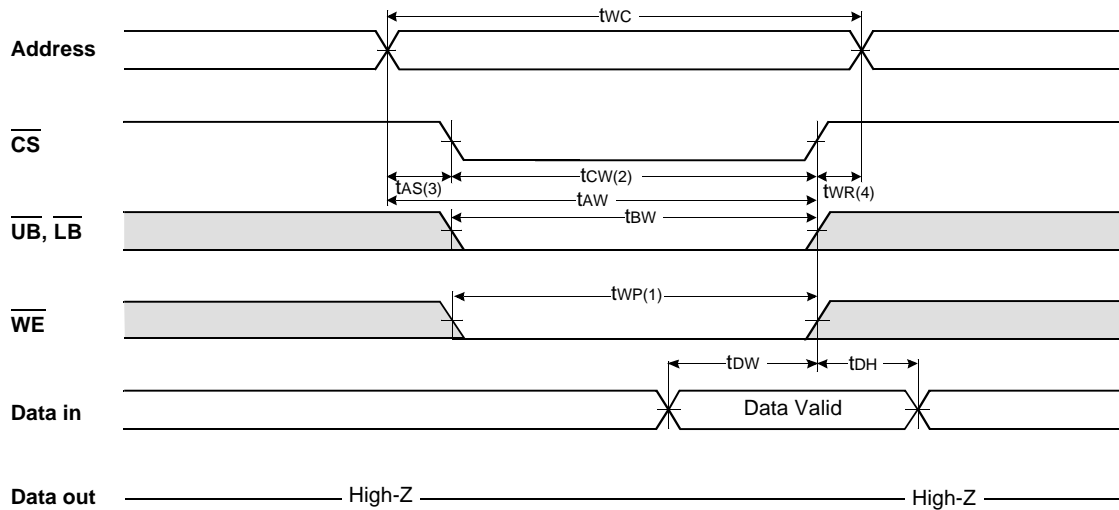 tWC
Address
CS
tAS(3) tCW(2) tWR(4)
tAW
UB, LB
tBW
WE
tWP(1)
tDW tDH
Data in Data Valid
Data out High-Z High-Z